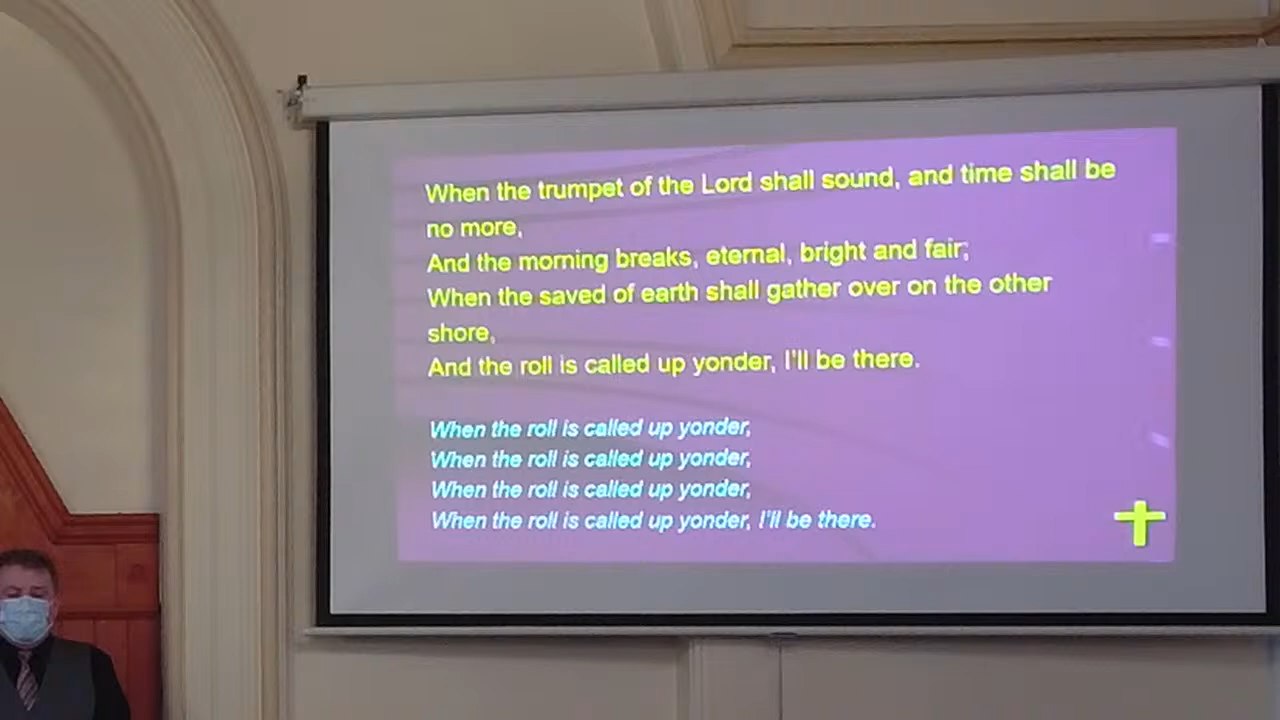 When the trumpet of the Lord shall sound, and time shall be
no more,
And the morning breaks, eternal, bright and fair;
When the saved of earth shall gather over on the other
shore,
And the roll is called up yonder, I'll be there.
When the roll is called up yonder,
When the roll is called up yonder,
When the roll is called up yonder,
When the roll is called up yonder, I'll be there.